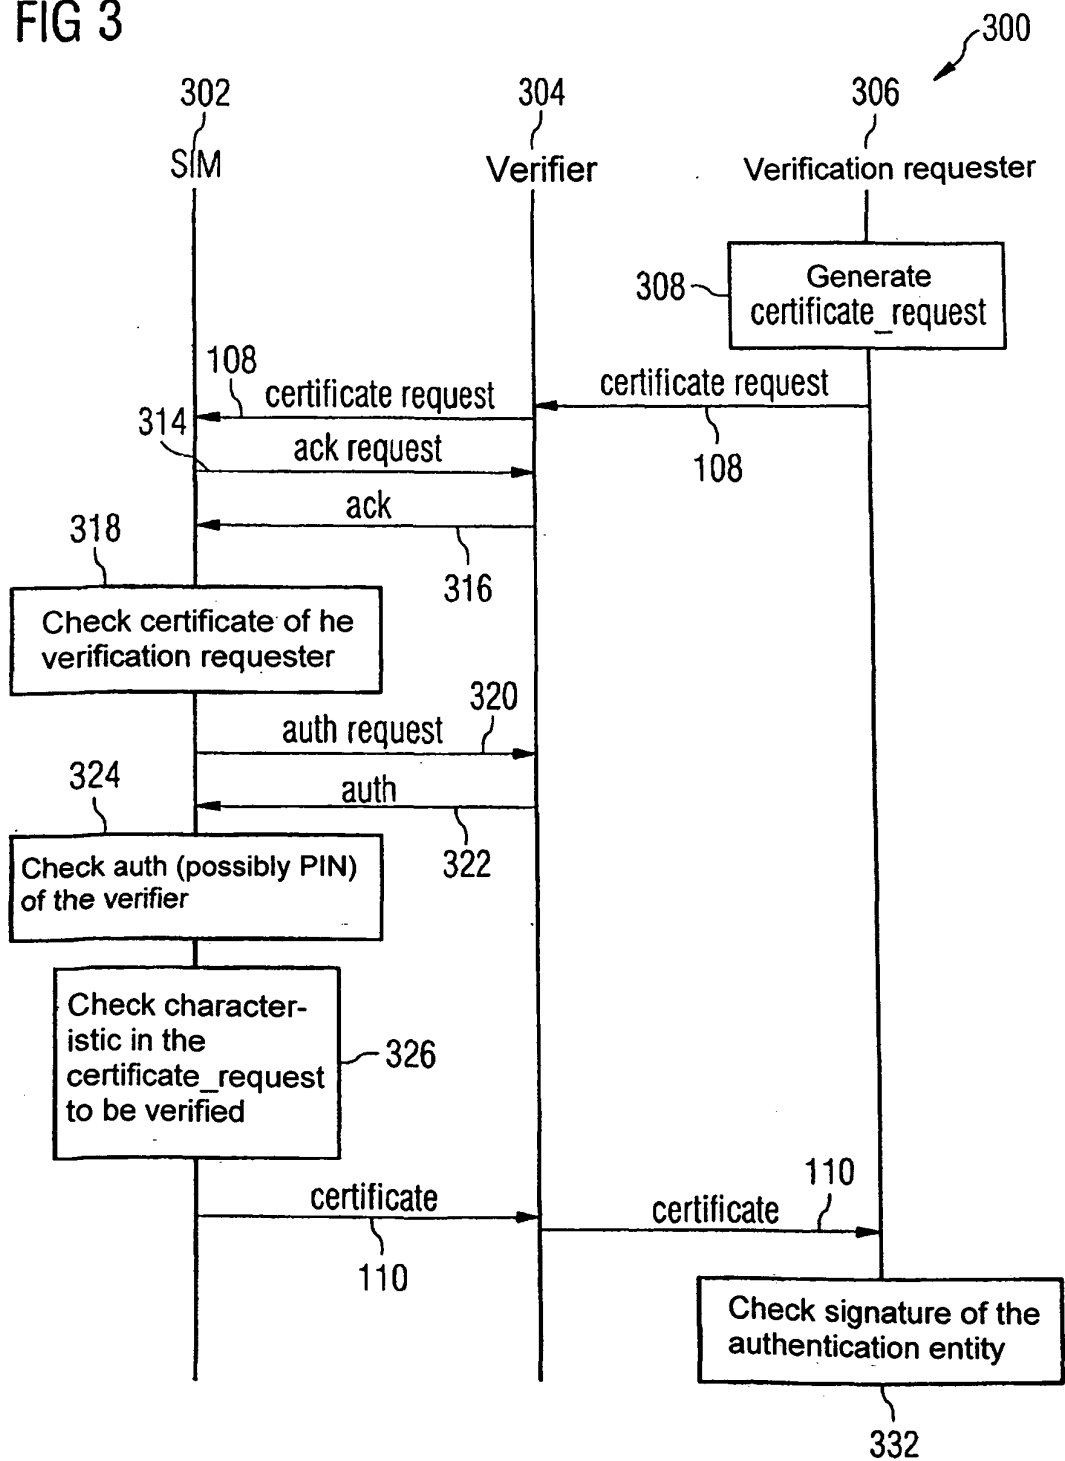 FIG 3
300
302
304
306
SIM
Verifier
Verification requester
308
Generate
certificate_request
108
certificate request
certificate request
314
108
ack request
ack
318
316
Check certificate of he
verification requester
320
auth request
324
auth
322
Check auth (possibly PIN)
of the verifier
Check character-
istic in the
certificate_request
to be verified
326
certificate
110
110
certificate
Check signature of the
authentication entity
332